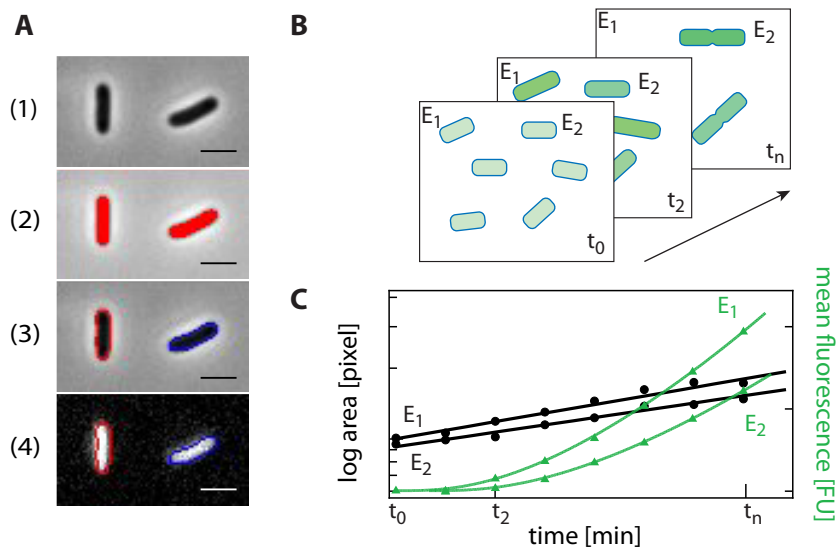 A
(1)
(2)
(3)
(4)
B
E1
E2
t0
E1
E2
t2
E1
E2
tn
C
log area [pixel]
mean fluorescence [FU]
E1
E2
E1
E2
t0
t2
tn
time [min]